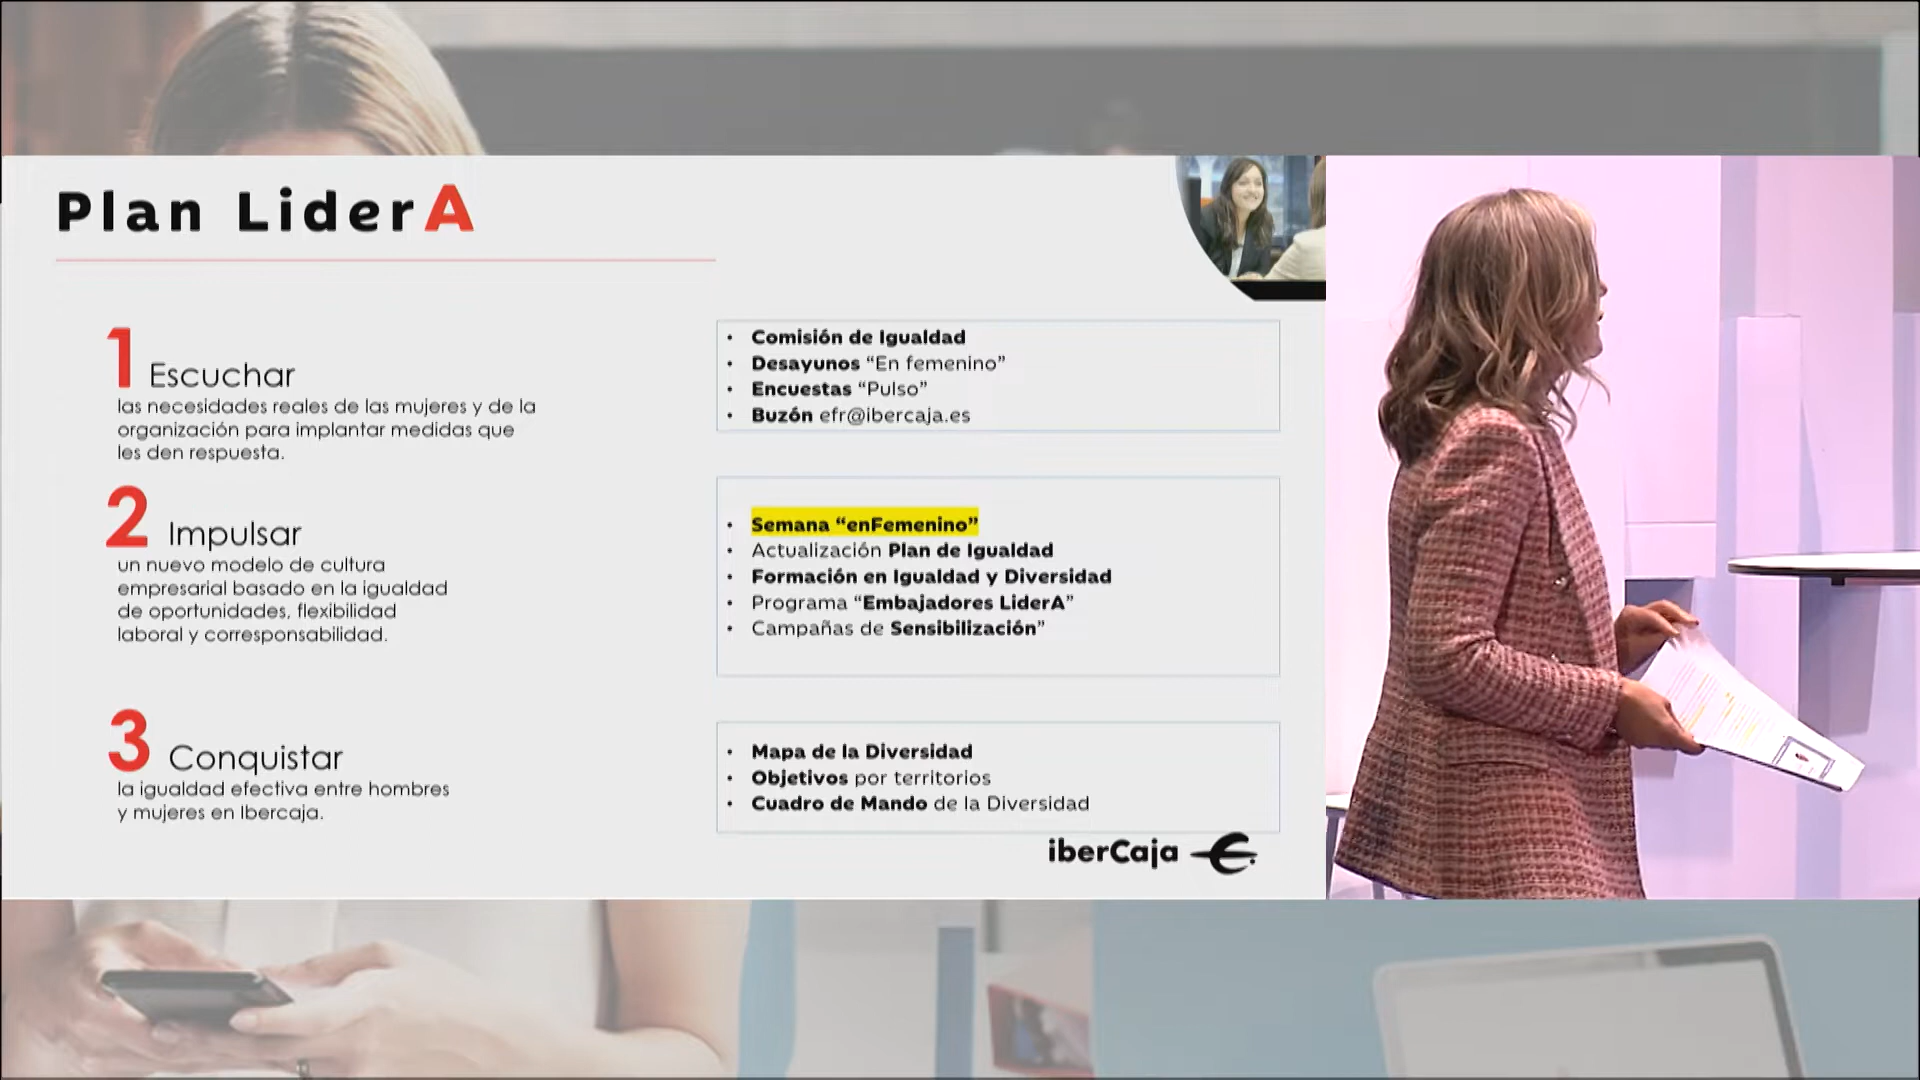 Plan LiderA
1 Escuchar
las necesidades reales de las mujeres y de la
organización para implantar medidas que
les den respuesta.
• Comisión de Igualdad
• Desayunos “En femenino”
• Encuestas “Pulso”
• Buzón efr@ibercaja.es
2 Impulsar
un nuevo modelo de cultura
empresarial basado en la igualdad
de oportunidades, flexibilidad
laboral y corresponsabilidad.
• Semana “enFemenino”
• Actualización Plan de Igualdad
• Formación en Igualdad y Diversidad
• Programa “Embajadores LiderA”
• Campañas de Sensibilización”
3 Conquistar
la igualdad efectiva entre hombres
y mujeres en Ibercaja.
• Mapa de la Diversidad
• Objetivos por territorios
• Cuadro de Mando de la Diversidad
iberCaja